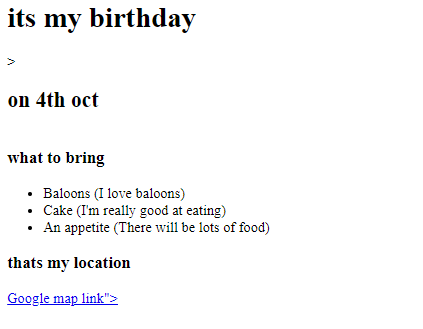 its my birthday
>
on 4th oct
what to bring
Baloons (I love baloons)
Cake (I'm really good at eating)
An appetite (There will be lots of food)
thats my location
Google map link">